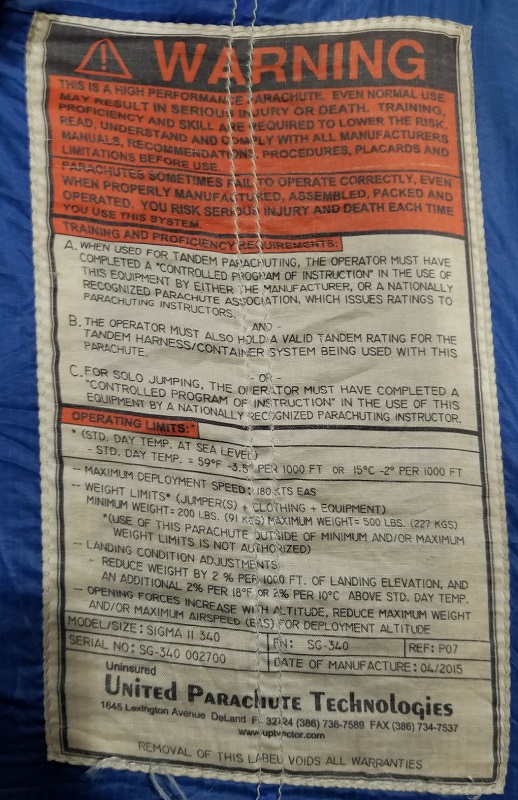 WARNING
THIS IS A HIGH PERFORMANCE PARACHUTE. EVEN NORMAL USE
MAY RESULT IN SERIOUS INJURY OR DEATH. TRAINING,
PROFICIENCY AND SKILL ARE REQUIRED TO LOWER THE RISK.
READ, UNDERSTAND AND COMPLY WITH ALL MANUFACTURERS
MANUALS, RECOMMENDATIONS, PROCEDURES, PLACARDS AND
LIMITATIONS BEFORE USE.
PARACHUTES SOMETIMES FAIL TO OPERATE CORRECTLY, EVEN
WHEN PROPERLY MANUFACTURED, ASSEMBLED, PACKED AND
OPERATED. YOU RISK SERIOUS INJURY AND DEATH EACH TIME
YOU USE THIS SYSTEM.
TRAINING AND PROFICIENCY REQUIREMENTS:
A. WHEN USED FOR TANDEM PARACHUTING, THE OPERATOR MUST HAVE
COMPLETED A "CONTROLLED PROGRAM OF INSTRUCTION" IN THE USE OF
THIS EQUIPMENT BY EITHER THE MANUFACTURER, OR A NATIONALLY
RECOGNIZED PARACHUTE ASSOCIATION, WHICH ISSUES RATINGS TO
PARACHUTING INSTRUCTORS.
- AND -
B. THE OPERATOR MUST ALSO HOLD A VALID TANDEM RATING FOR THE
TANDEM HARNESS/CONTAINER SYSTEM BEING USED WITH THIS
PARACHUTE.
- OR -
C. FOR SOLO JUMPING, THE OPERATOR MUST HAVE COMPLETED A
"CONTROLLED PROGRAM OF INSTRUCTION" IN THE USE OF THIS
EQUIPMENT BY A NATIONALLY RECOGNIZED PARACHUTING INSTRUCTOR.
OPERATING LIMITS:*
* (STD. DAY TEMP. AT SEA LEVEL)
- STD. DAY TEMP. = 59°F -3.5° PER 1000 FT OR 15°C -2° PER 1000 FT
-- MAXIMUM DEPLOYMENT SPEED: 180 KTS EAS
-- WEIGHT LIMITS* (JUMPER(S) + CLOTHING + EQUIPMENT)
MINIMUM WEIGHT= 200 LBS. (91 KGS) MAXIMUM WEIGHT= 500 LBS. (227 KGS)
*(USE OF THIS PARACHUTE OUTSIDE OF MINIMUM AND/OR MAXIMUM
WEIGHT LIMITS IS NOT AUTHORIZED)
-- LANDING CONDITION ADJUSTMENTS
- REDUCE WEIGHT BY 2 % PER 1000 FT. OF LANDING ELEVATION, AND
AN ADDITIONAL 2% PER 18°F OR 2% PER 10°C ABOVE STD. DAY TEMP.
-- OPENING FORCES INCREASE WITH ALTITUDE, REDUCE MAXIMUM WEIGHT
AND/OR MAXIMUM AIRSPEED (EAS) FOR DEPLOYMENT ALTITUDE
MODEL/SIZE: SIGMA II 340
PN: SG-340
REF: P07
SERIAL NO: SG-340 002700
DATE OF MANUFACTURE: 04/2015
Uninsured
UNITED PARACHUTE TECHNOLOGIES
1645 Lexington Avenue DeLand FL 32724 (386) 736-7589 FAX (386) 734-7537
www.uptvector.com
REMOVAL OF THIS LABEL VOIDS ALL WARRANTIES